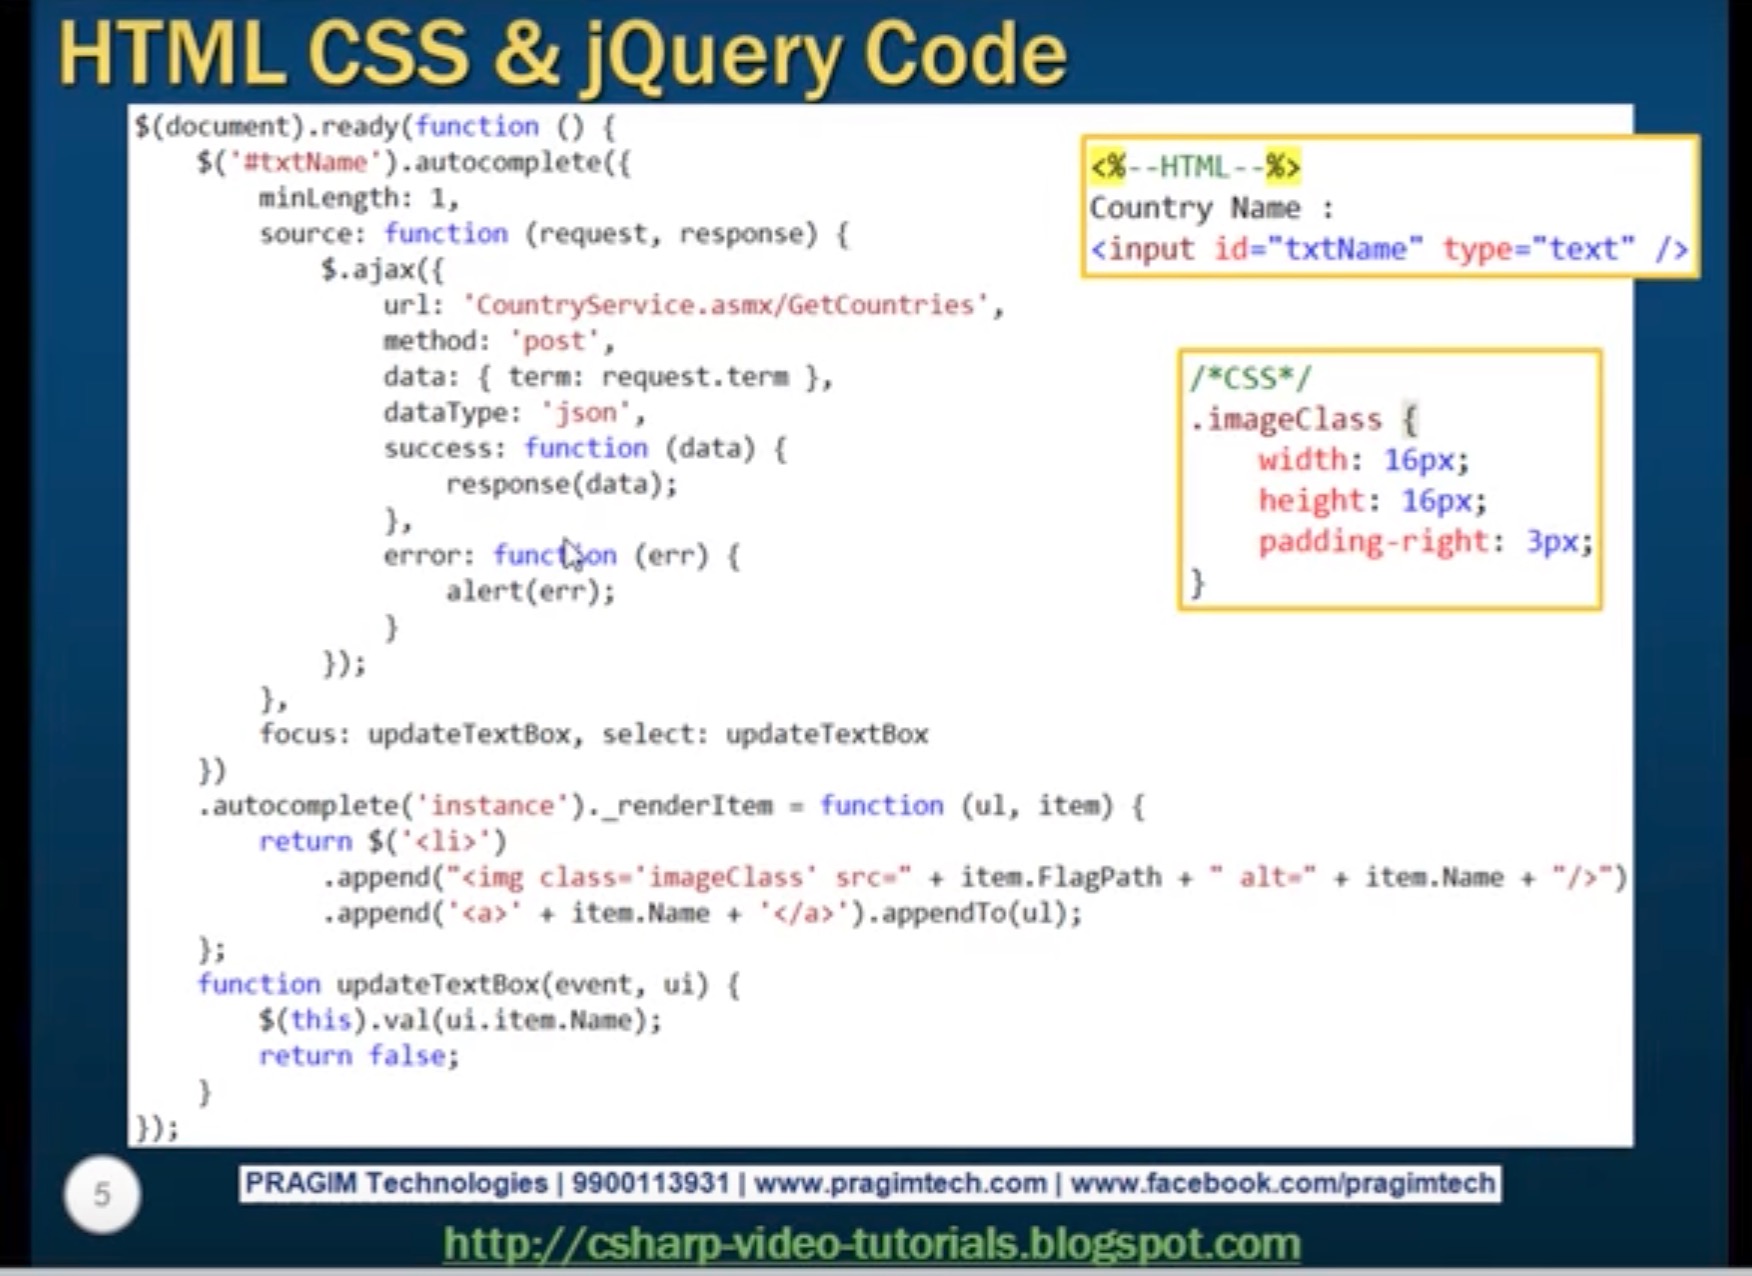 HTML CSS & jQuery Code
$(document).ready(function () {
    $('#txtName').autocomplete({
        minLength: 1,
        source: function (request, response) {
            $.ajax({
                url: 'CountryService.asmx/GetCountries',
                method: 'post',
                data: { term: request.term },
                dataType: 'json',
                success: function (data) {
                    response(data);
                },
                error: function (err) {
                    alert(err);
                }
            });
        },
        focus: updateTextBox, select: updateTextBox
    })
    .autocomplete('instance')._renderItem = function (ul, item) {
        return $('<li>')
            .append("<img class='imageClass' src=" + item.FlagPath + " alt=" + item.Name + "/>")
            .append('<a>' + item.Name + '</a>').appendTo(ul);
    };
    function updateTextBox(event, ui) {
        $(this).val(ui.item.Name);
        return false;
    }
});
<%--HTML--%>
Country Name :
<input id="txtName" type="text" />
/*CSS*/
.imageClass {
    width: 16px;
    height: 16px;
    padding-right: 3px;
}
5
PRAGIM Technologies | 9900113931 | www.pragimtech.com | www.facebook.com/pragimtech
http://csharp-video-tutorials.blogspot.com